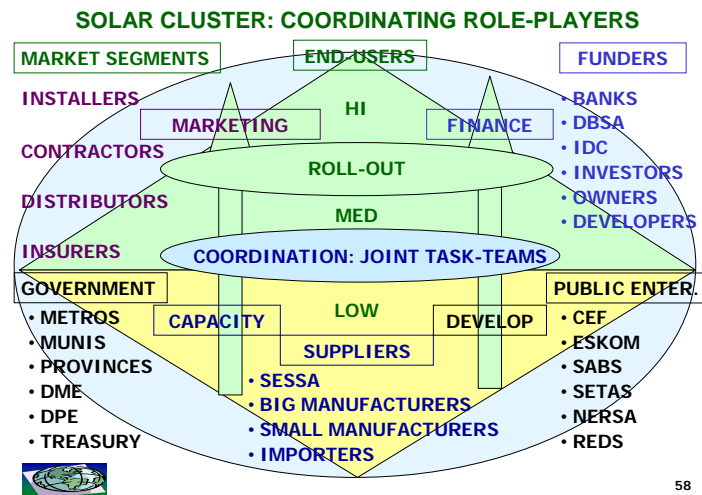 SOLAR CLUSTER: COORDINATING ROLE-PLAYERS
MARKET SEGMENTS
END-USERS
FUNDERS
INSTALLERS
CONTRACTORS
DISTRIBUTORS
INSURERS
HI
MARKETING
FINANCE
• BANKS
• DBSA
• IDC
• INVESTORS
• OWNERS
• DEVELOPERS
ROLL-OUT
MED
COORDINATION: JOINT TASK-TEAMS
GOVERNMENT
• METROS
• MUNIS
• PROVINCES
• DME
• DPE
• TREASURY
LOW
CAPACITY
DEVELOP
SUPPLIERS
• SESSA
• BIG MANUFACTURERS
• SMALL MANUFACTURERS
• IMPORTERS
PUBLIC ENTER.
• CEF
• ESKOM
• SABS
• SETAS
• NERSA
• REDS
58